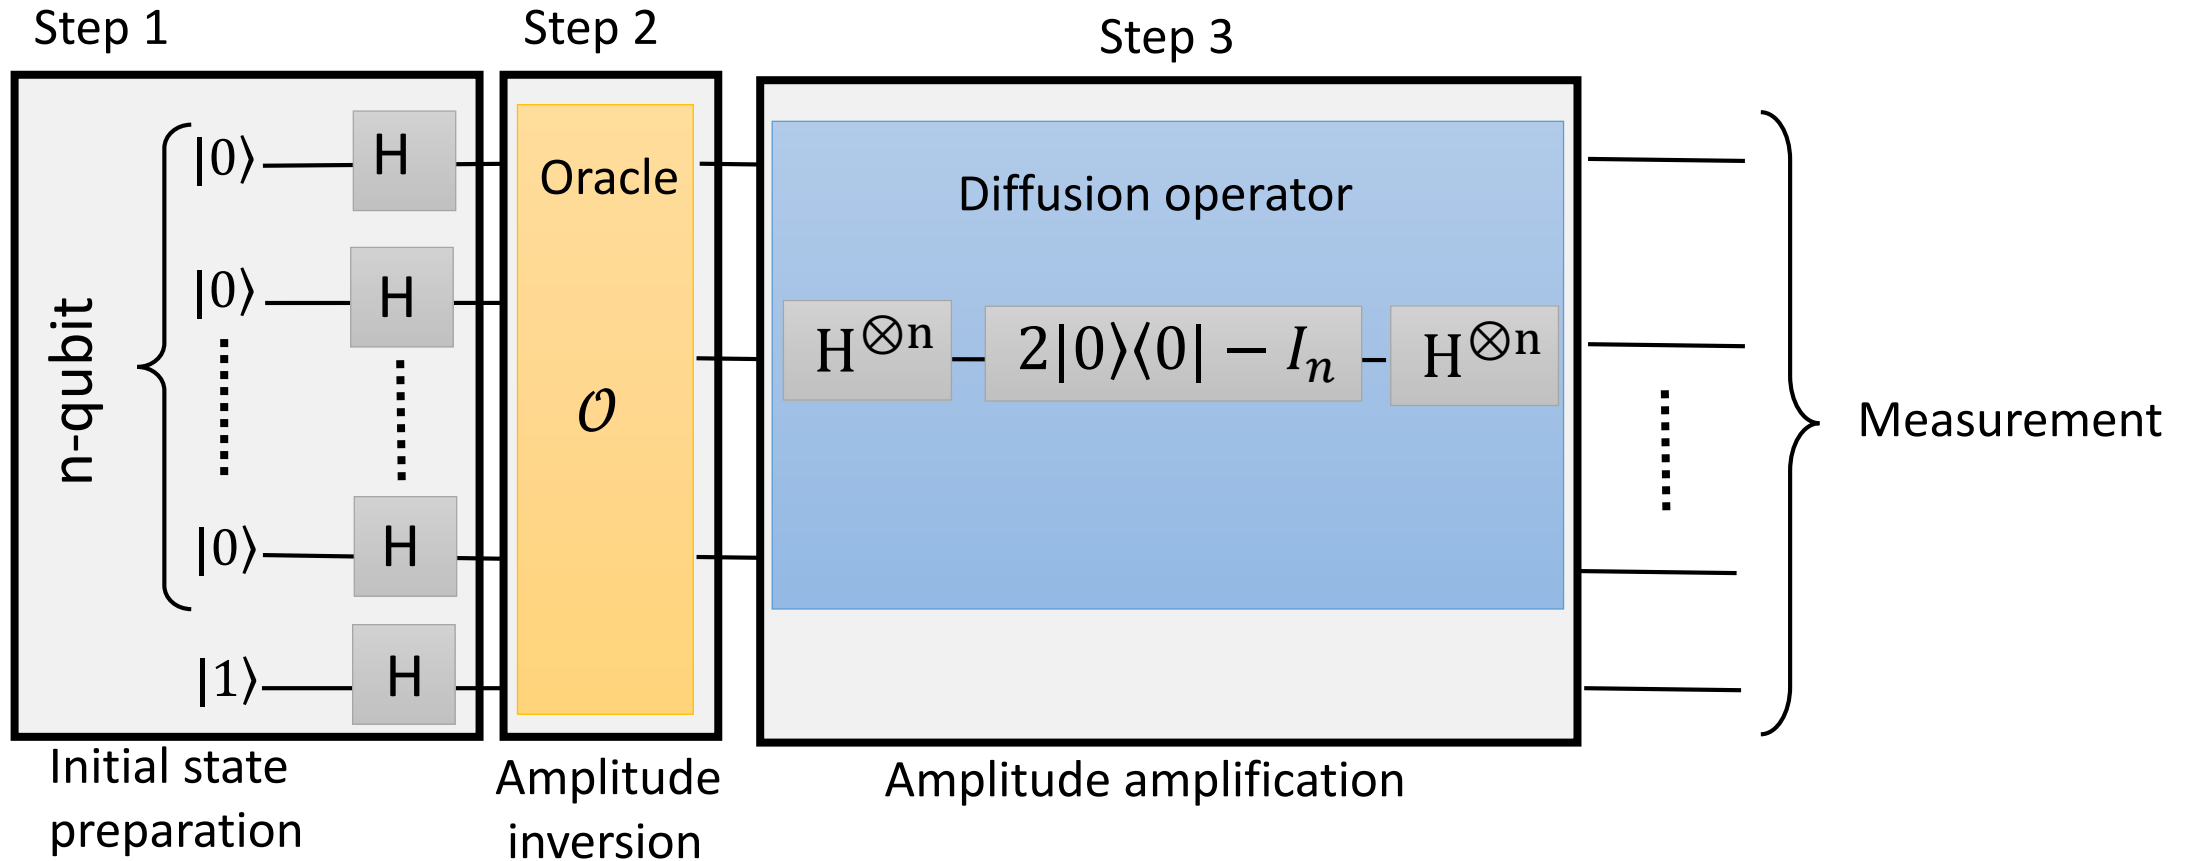 Step 1
Step 2
Step 3
n-qubit
|0⟩
H
|0⟩
H
|0⟩
H
|1⟩
H
Oracle
𝒪
Diffusion operator
H^{⊗n}
2|0⟩⟨0| − I_n
H^{⊗n}
Measurement
Initial state
preparation
Amplitude
inversion
Amplitude amplification